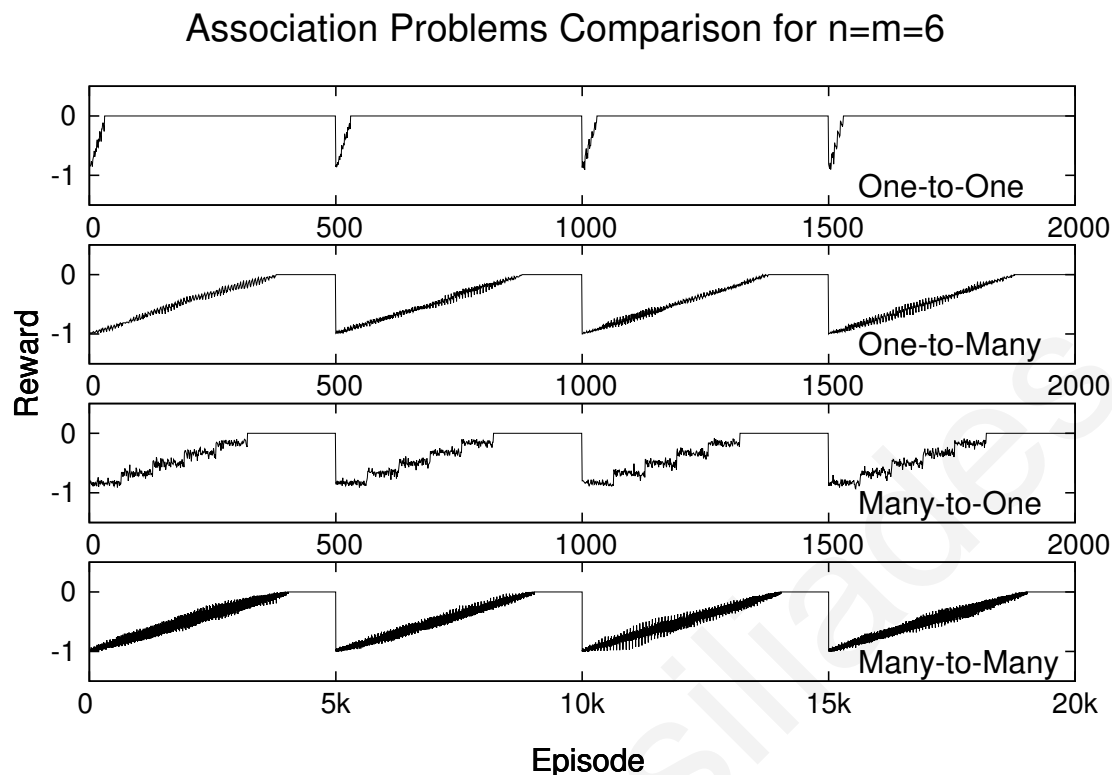 Association Problems Comparison for n=m=6
0
-1
One-to-One
0 500 1000 1500 2000
0
-1
One-to-Many
0 500 1000 1500 2000
Reward
0
-1
Many-to-One
0 500 1000 1500 2000
0
-1
Many-to-Many
0 5k 10k 15k 20k
Episode